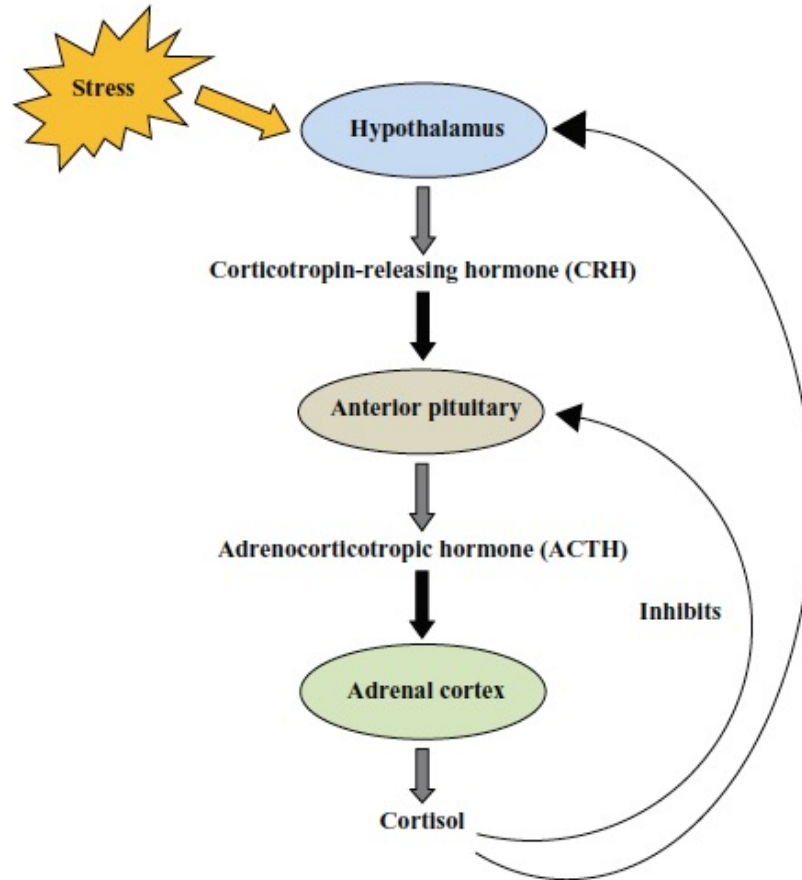 Stress
Hypothalamus
Corticotropin-releasing hormone (CRH)
Anterior pituitary
Adrenocorticotropic hormone (ACTH)
Inhibits
Adrenal cortex
Cortisol